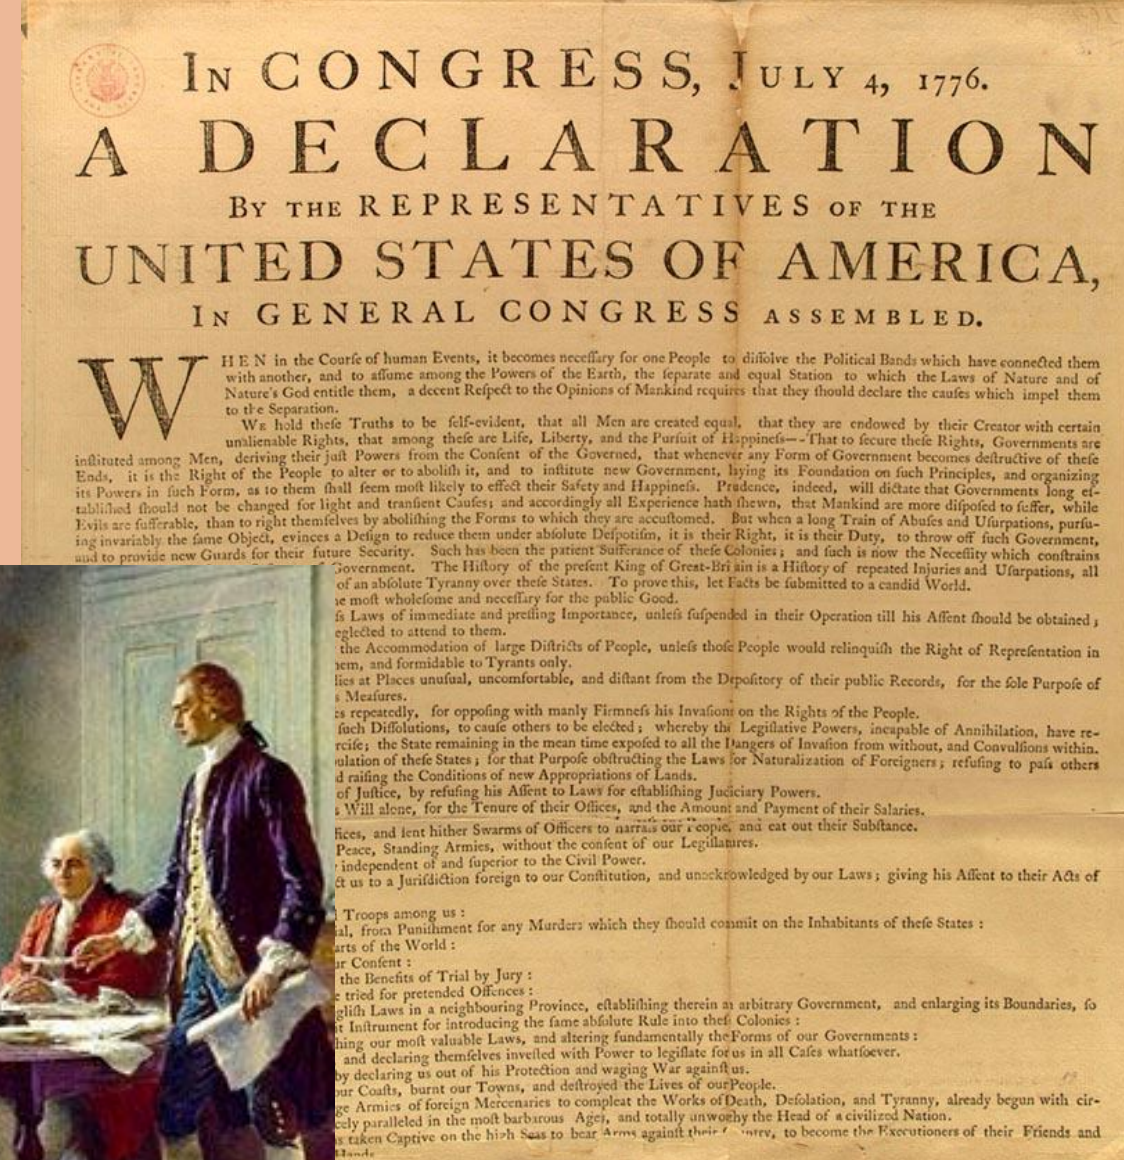 IN CONGRESS, JULY 4, 1776.
A DECLARATION
BY THE REPRESENTATIVES OF THE
UNITED STATES OF AMERICA,
IN GENERAL CONGRESS ASSEMBLED.
WHEN in the Courſe of human Events, it becomes neceſſary for one People to diſſolve the Political Bands which have connected them
with another, and to aſſume among the Powers of the Earth, the ſeparate and equal Station to which the Laws of Nature and of
Nature's God entitle them, a decent Reſpect to the Opinions of Mankind requires that they ſhould declare the cauſes which impel them
to the Separation.
WE hold theſe Truths to be ſelf-evident, that all Men are created equal, that they are endowed by their Creator with certain
unalienable Rights, that among theſe are Life, Liberty, and the Purſuit of Happineſs--That to ſecure theſe Rights, Governments are
inſtituted among Men, deriving their juſt Powers from the Conſent of the Governed, that whenever any Form of Government becomes deſtructive of theſe
Ends, it is the Right of the People to alter or to aboliſh it, and to inſtitute new Government, laying its Foundation on ſuch Principles, and organizing
its Powers in ſuch Form, as to them ſhall ſeem moſt likely to effect their Safety and Happineſs. Prudence, indeed, will dictate that Governments long eſ-
tabliſhed ſhould not be changed for light and tranſient Cauſes; and accordingly all Experience hath ſhewn, that Mankind are more diſpoſed to ſuffer, while
Evils are ſufferable, than to right themſelves by aboliſhing the Forms to which they are accuſtomed. But when a long Train of Abuſes and Uſurpations, purſu-
ing invariably the ſame Object, evinces a Deſign to reduce them under abſolute Deſpotiſm, it is their Right, it is their Duty, to throw off ſuch Government,
and to provide new Guards for their future Security. Such has been the patient Sufferance of theſe Colonies; and ſuch is now the Neceſſity which conſtrains
Government. The Hiſtory of the preſent King of Great-Britain is a Hiſtory of repeated Injuries and Uſurpations, all
of an abſolute Tyranny over theſe States. To prove this, let Facts be ſubmitted to a candid World.
moſt wholeſome and neceſſary for the public Good.
Laws of immediate and preſſing Importance, unleſs ſuſpended in their Operation till his Aſſent ſhould be obtained;
eglected to attend to them.
the Accommodation of large Diſtricts of People, unleſs thoſe People would relinquiſh the Right of Repreſentation in
hem, and formidable to Tyrants only.
at Places unuſual, uncomfortable, and diſtant from the Depoſitory of their public Records, for the ſole Purpoſe of
Meaſures.
repeatedly, for oppoſing with manly Firmneſs his Invaſions on the Rights of the People.
ſuch Diſſolutions, to cauſe others to be elected; whereby the Legiſlative Powers, incapable of Annihilation, have re-
rciſe; the State remaining in the mean time expoſed to all the Dangers of Invaſion from without, and Convulſions within.
ulation of theſe States; for that Purpoſe obſtructing the Laws for Naturalization of Foreigners; refuſing to paſs others
raiſing the Conditions of new Appropriations of Lands.
of Juſtice, by refuſing his Aſſent to Laws for eſtabliſhing Judiciary Powers.
Will alone, for the Tenure of their Offices, and the Amount and Payment of their Salaries.
fices, and ſent hither Swarms of Officers to harraſs our People, and eat out their Subſtance.
Peace, Standing Armies, without the conſent of our Legiſlatures.
independent of and ſuperior to the Civil Power.
ct us to a Juriſdiction foreign to our Conſtitution, and unacknowledged by our Laws; giving his Aſſent to their Acts of
Troops among us:
ial, from Puniſhment for any Murders which they ſhould commit on the Inhabitants of theſe States:
arts of the World:
ur Conſent:
the Benefits of Trial by Jury:
tried for pretended Offences:
gliſh Laws in a neighbouring Province, eſtabliſhing therein an arbitrary Government, and enlarging its Boundaries, ſo
Inſtrument for introducing the ſame abſolute Rule into theſe Colonies:
hing our moſt valuable Laws, and altering fundamentally the Forms of our Governments:
and declaring themſelves inveſted with Power to legiſlate for us in all Caſes whatſoever.
by declaring us out of his Protection and waging War againſt us.
our Coaſts, burnt our Towns, and deſtroyed the Lives of our People.
ge Armies of foreign Mercenaries to compleat the Works of Death, Deſolation, and Tyranny, already begun with cir-
cely paralleled in the moſt barbarous Ages, and totally unworthy the Head of a civilized Nation.
taken Captive on the high Seas to bear Arms againſt their Country, to become the Executioners of their Friends and
Hands